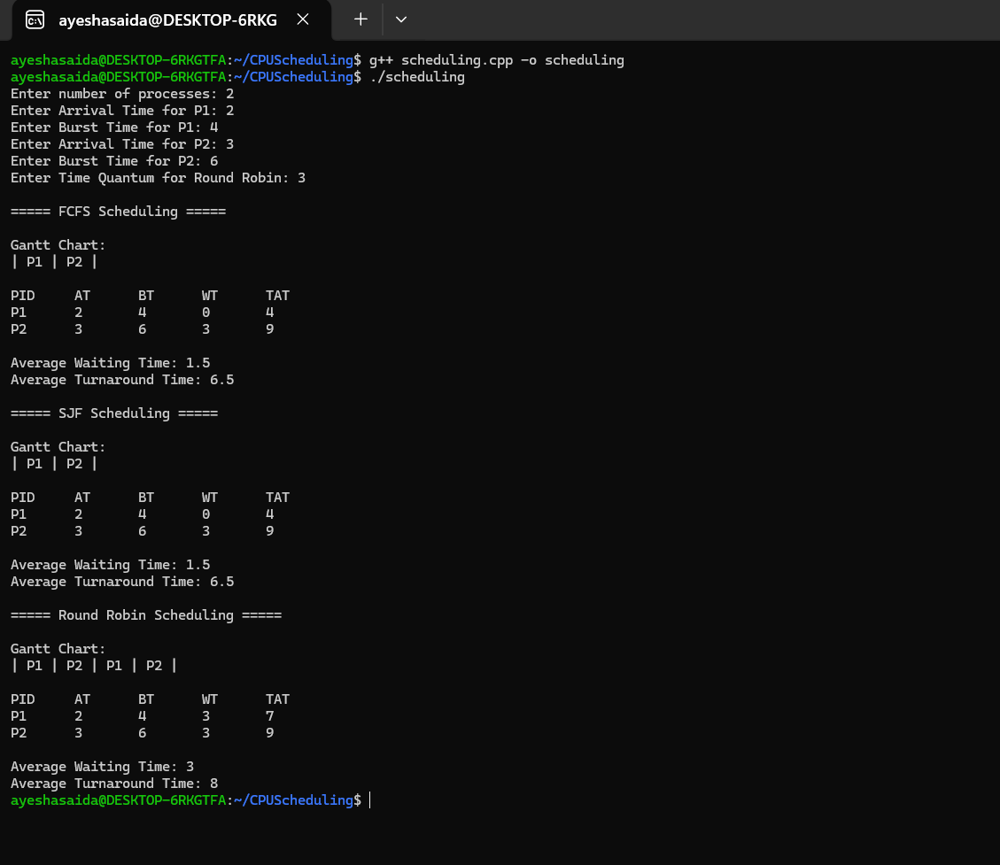 ayeshasaida@DESKTOP-6RKG
ayeshasaida@DESKTOP-6RKGTFA:~/CPUScheduling$ g++ scheduling.cpp -o scheduling
ayeshasaida@DESKTOP-6RKGTFA:~/CPUScheduling$ ./scheduling
Enter number of processes: 2
Enter Arrival Time for P1: 2
Enter Burst Time for P1: 4
Enter Arrival Time for P2: 3
Enter Burst Time for P2: 6
Enter Time Quantum for Round Robin: 3
===== FCFS Scheduling =====
Gantt Chart:
| P1 | P2 |
PID     AT      BT      WT      TAT
P1      2       4       0       4
P2      3       6       3       9
Average Waiting Time: 1.5
Average Turnaround Time: 6.5
===== SJF Scheduling =====
Gantt Chart:
| P1 | P2 |
PID     AT      BT      WT      TAT
P1      2       4       0       4
P2      3       6       3       9
Average Waiting Time: 1.5
Average Turnaround Time: 6.5
===== Round Robin Scheduling =====
Gantt Chart:
| P1 | P2 | P1 | P2 |
PID     AT      BT      WT      TAT
P1      2       4       3       7
P2      3       6       3       9
Average Waiting Time: 3
Average Turnaround Time: 8
ayeshasaida@DESKTOP-6RKGTFA:~/CPUScheduling$